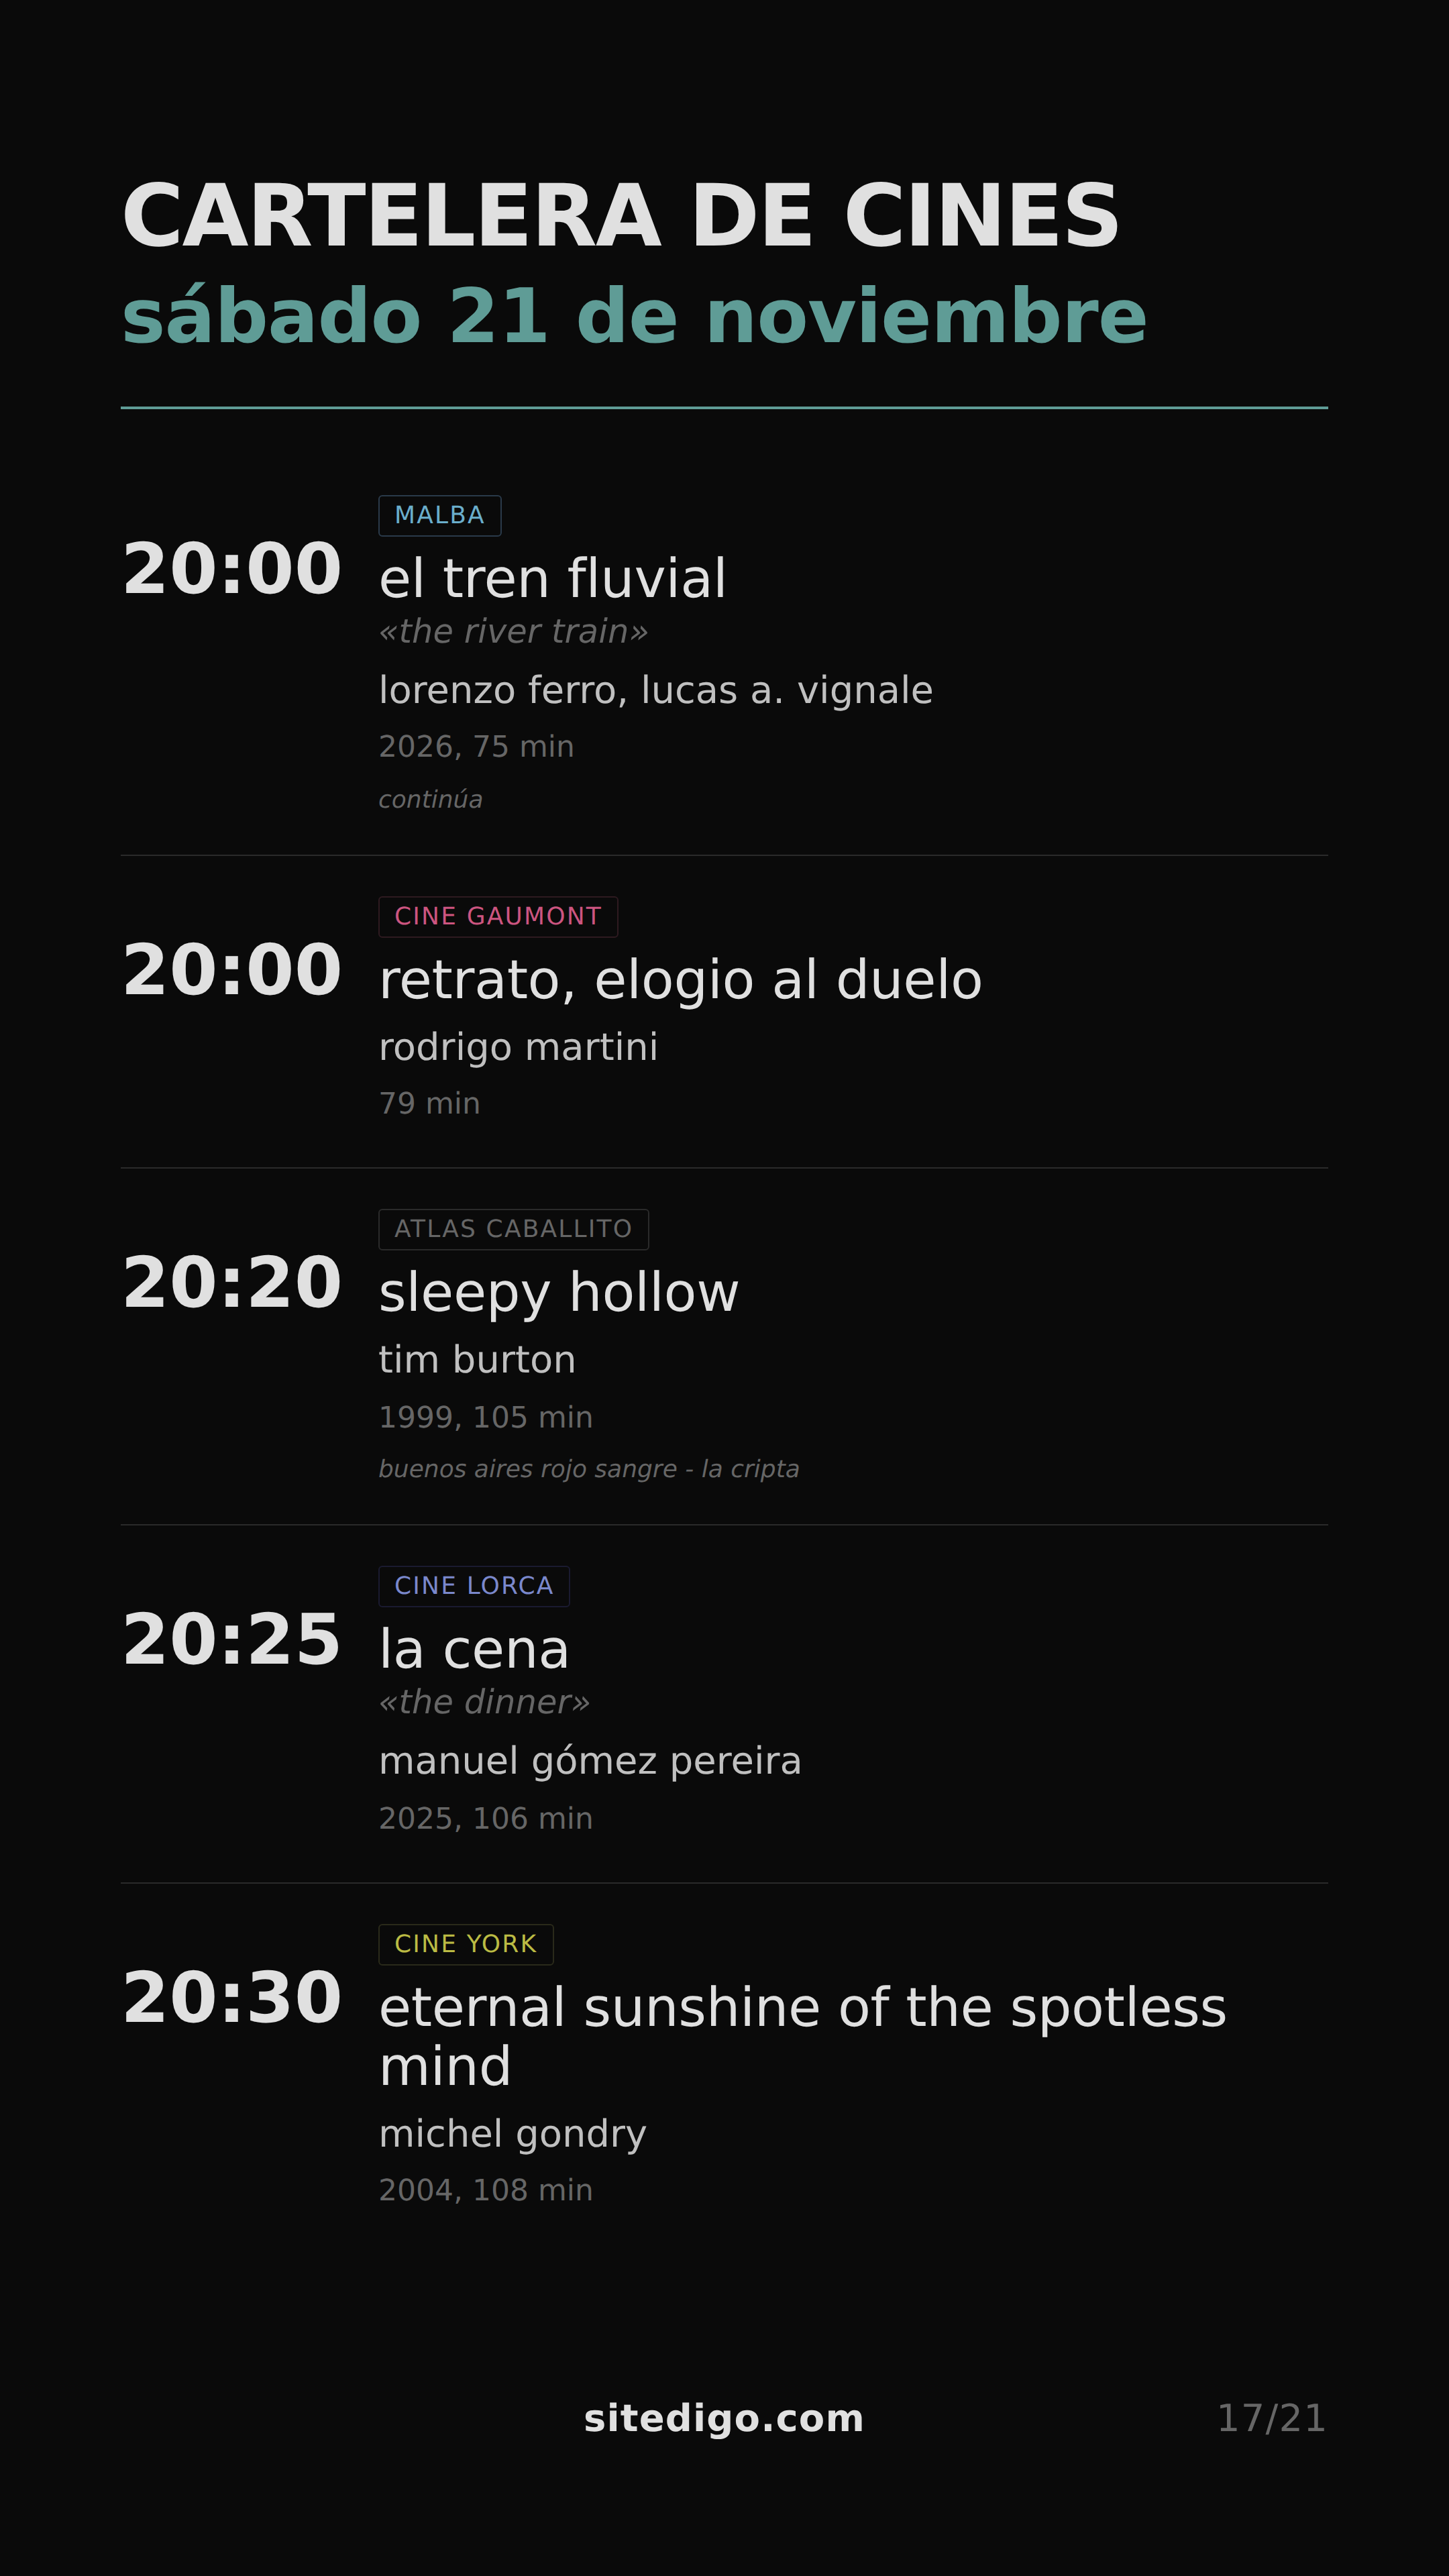 CARTELERA DE CINES
sábado 21 de noviembre
MALBA
20:00
el tren fluvial
«the river train»
lorenzo ferro, lucas a. vignale
2026, 75 min
continúa
CINE GAUMONT
20:00
retrato, elogio al duelo
rodrigo martini
79 min
ATLAS CABALLITO
20:20
sleepy hollow
tim burton
1999, 105 min
buenos aires rojo sangre - la cripta
CINE LORCA
20:25
la cena
«the dinner»
manuel gómez pereira
2025, 106 min
CINE YORK
20:30
eternal sunshine of the spotless
mind
michel gondry
2004, 108 min
sitedigo.com
17/21